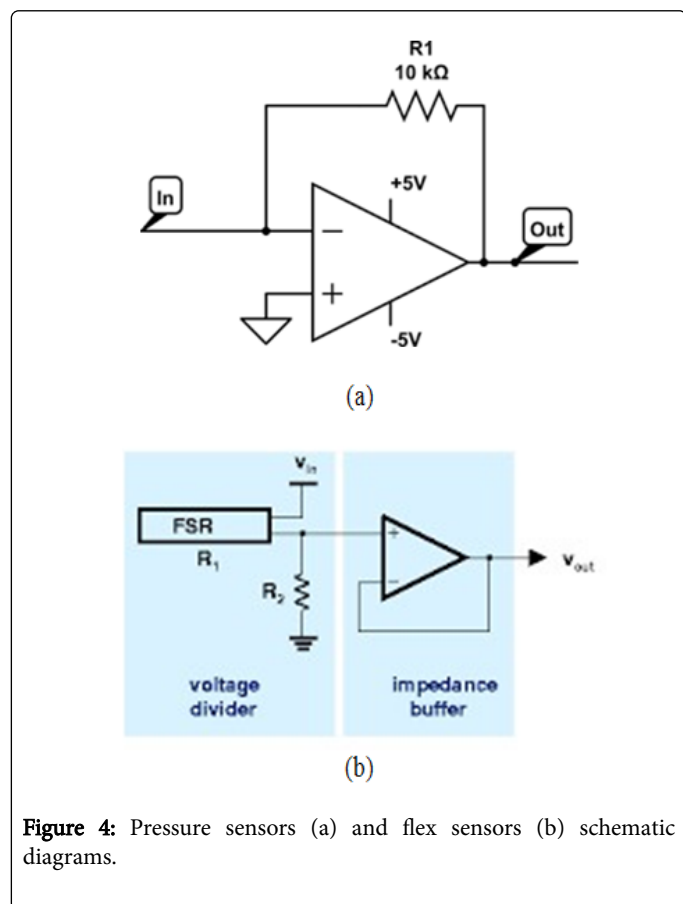 R1
10 kΩ
In
+5V
−
+
Out
-5V
(a)
Vin
FSR
R1
R2
+
−
Vout
voltage
divider
impedance
buffer
(b)
Figure 4: Pressure sensors (a) and flex sensors (b) schematic
diagrams.